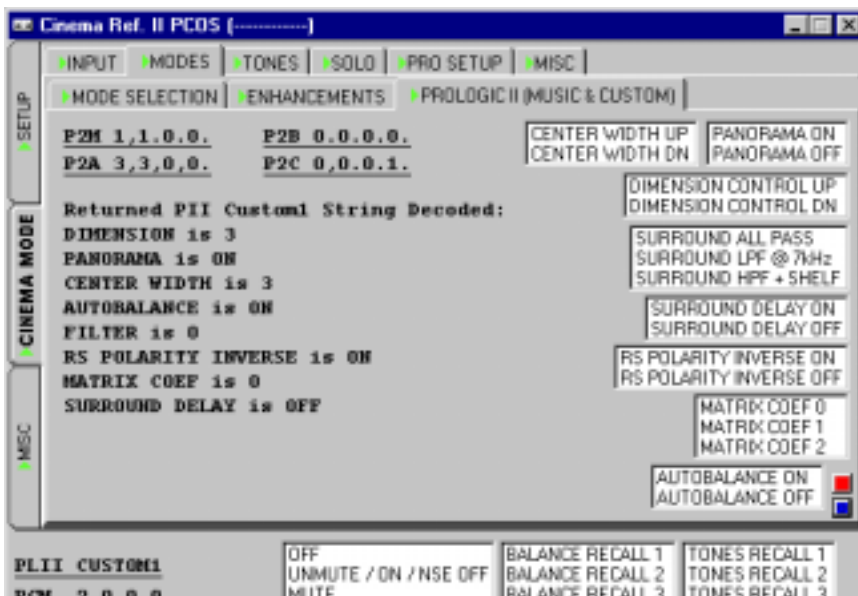 Cinema Ref. II PCOS (------------)
INPUT MODES TONES SOLO PRO SETUP MISC
MODE SELECTION ENHANCEMENTS PROLOGIC II (MUSIC & CUSTOM)
SETUP
CINEMA MODE
MISC
P2M 1,1.0.0. P2B 0.0.0.0.
P2A 3,3,0,0. P2C 0,0.0.1.
Returned PII Custom1 String Decoded:
DIMENSION is 3
PANORAMA is ON
CENTER WIDTH is 3
AUTOBALANCE is ON
FILTER is 0
RS POLARITY INVERSE is ON
MATRIX COEF is 0
SURROUND DELAY is OFF
CENTER WIDTH UP
CENTER WIDTH DN
PANORAMA ON
PANORAMA OFF
DIMENSION CONTROL UP
DIMENSION CONTROL DN
SURROUND ALL PASS
SURROUND LPF @ 7kHz
SURROUND HPF + SHELF
SURROUND DELAY ON
SURROUND DELAY OFF
RS POLARITY INVERSE ON
RS POLARITY INVERSE OFF
MATRIX COEF 0
MATRIX COEF 1
MATRIX COEF 2
AUTOBALANCE ON
AUTOBALANCE OFF
PLII CUSTOM1
OFF
UNMUTE / ON / NSE OFF
MUTE
BALANCE RECALL 1
BALANCE RECALL 2
BALANCE RECALL 3
TONES RECALL 1
TONES RECALL 2
TONES RECALL 3